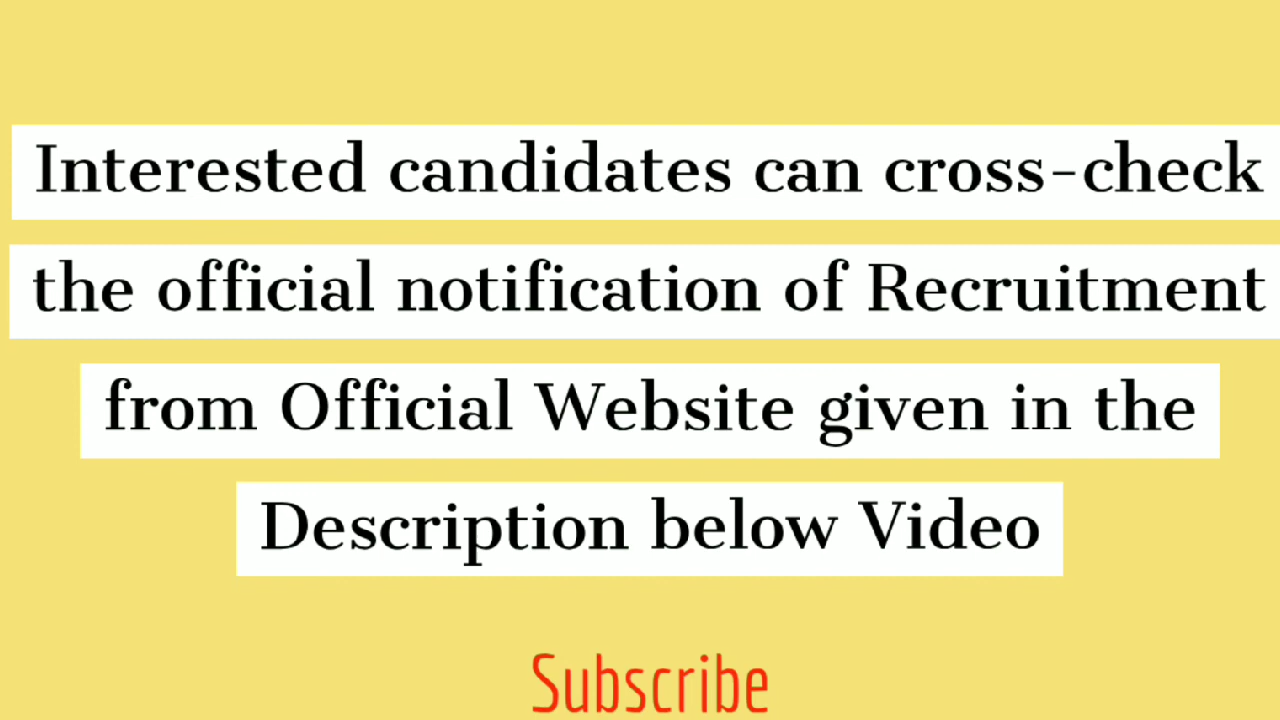 Interested candidates can cross-check
the official notification of Recruitment
from Official Website given in the
Description below Video
Subscribe